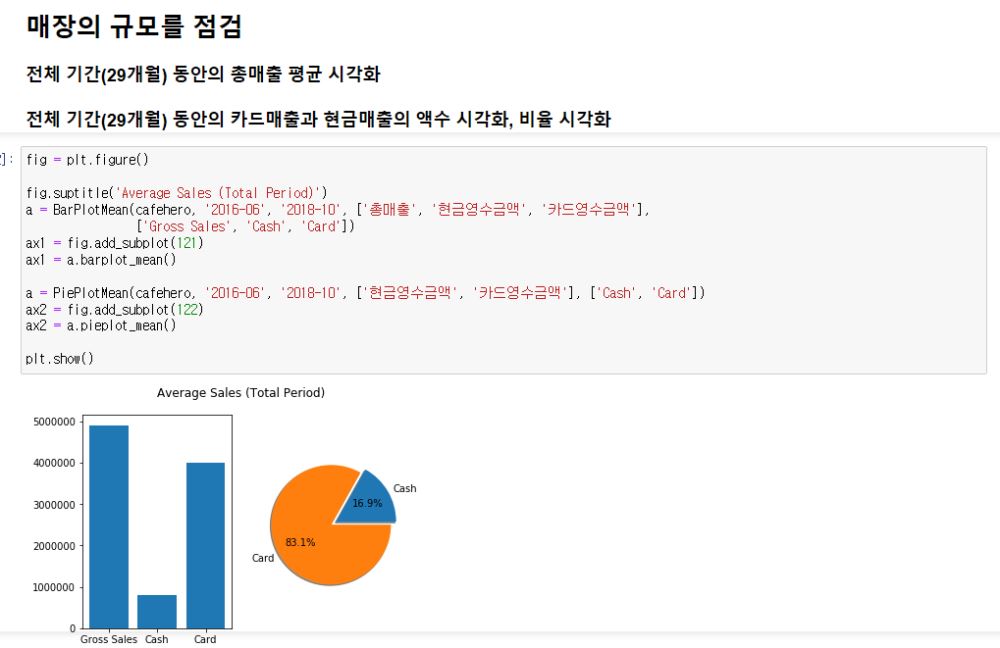 매장의 규모를 점검
전체 기간(29개월) 동안의 총매출 평균 시각화
전체 기간(29개월) 동안의 카드매출과 현금매출의 액수 시각화, 비율 시각화
]:
fig = plt.figure()
fig.suptitle('Average Sales (Total Period)')
a = BarPlotMean(cafehero, '2016-06', '2018-10', ['총매출', '현금영수금액', '카드영수금액'],
['Gross Sales', 'Cash', 'Card'])
ax1 = fig.add_subplot(121)
ax1 = a.barplot_mean()
a = PiePlotMean(cafehero, '2016-06', '2018-10', ['현금영수금액', '카드영수금액'], ['Cash', 'Card'])
ax2 = fig.add_subplot(122)
ax2 = a.pieplot_mean()
plt.show()
Average Sales (Total Period)
5000000
4000000
3000000
2000000
1000000
0
Gross Sales Cash Card
Cash
16.9%
83.1%
Card